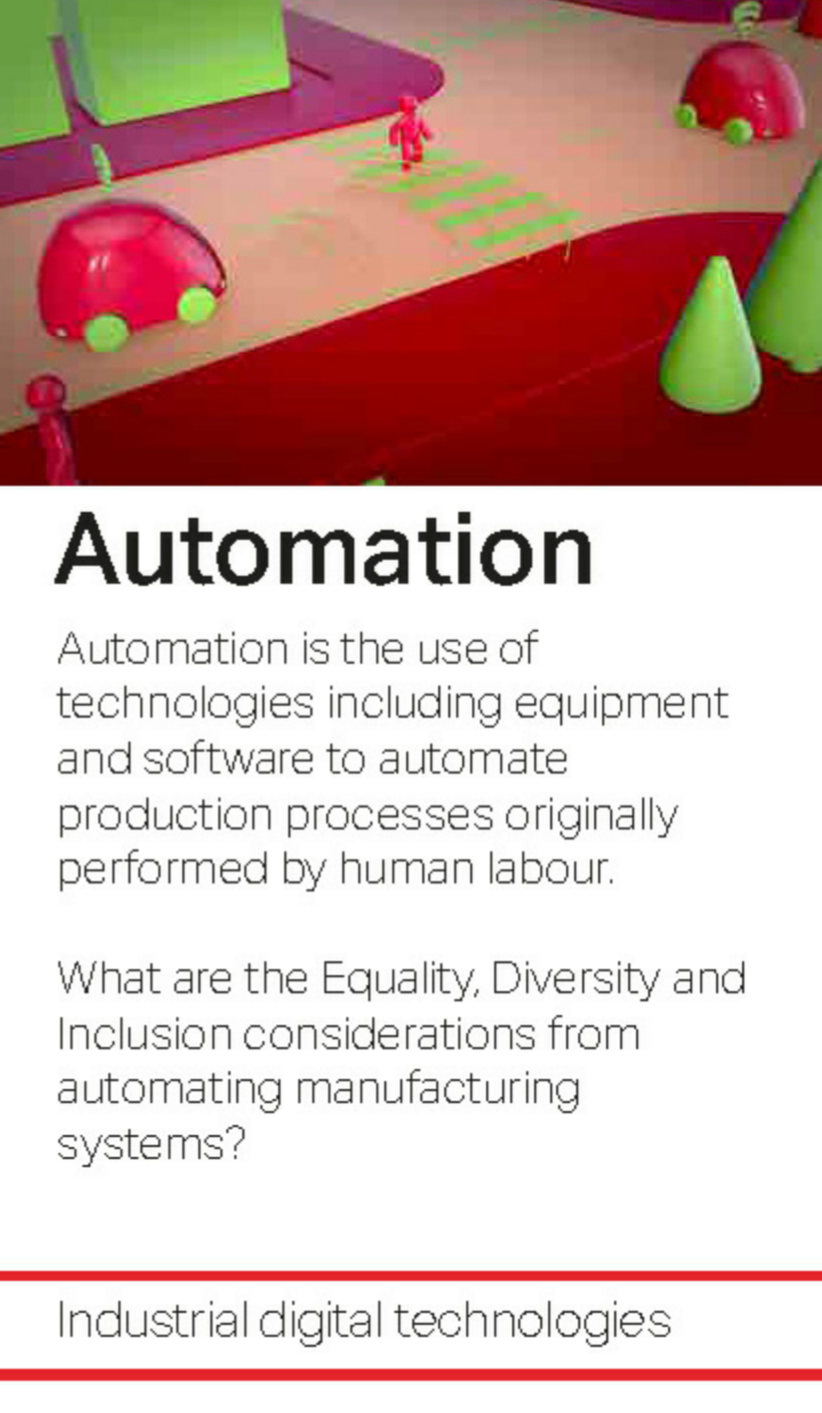 Automation
Automation is the use of
technologies including equipment
and software to automate
production processes originally
performed by human labour.
What are the Equality, Diversity and
Inclusion considerations from
automating manufacturing
systems?
Industrial digital technologies